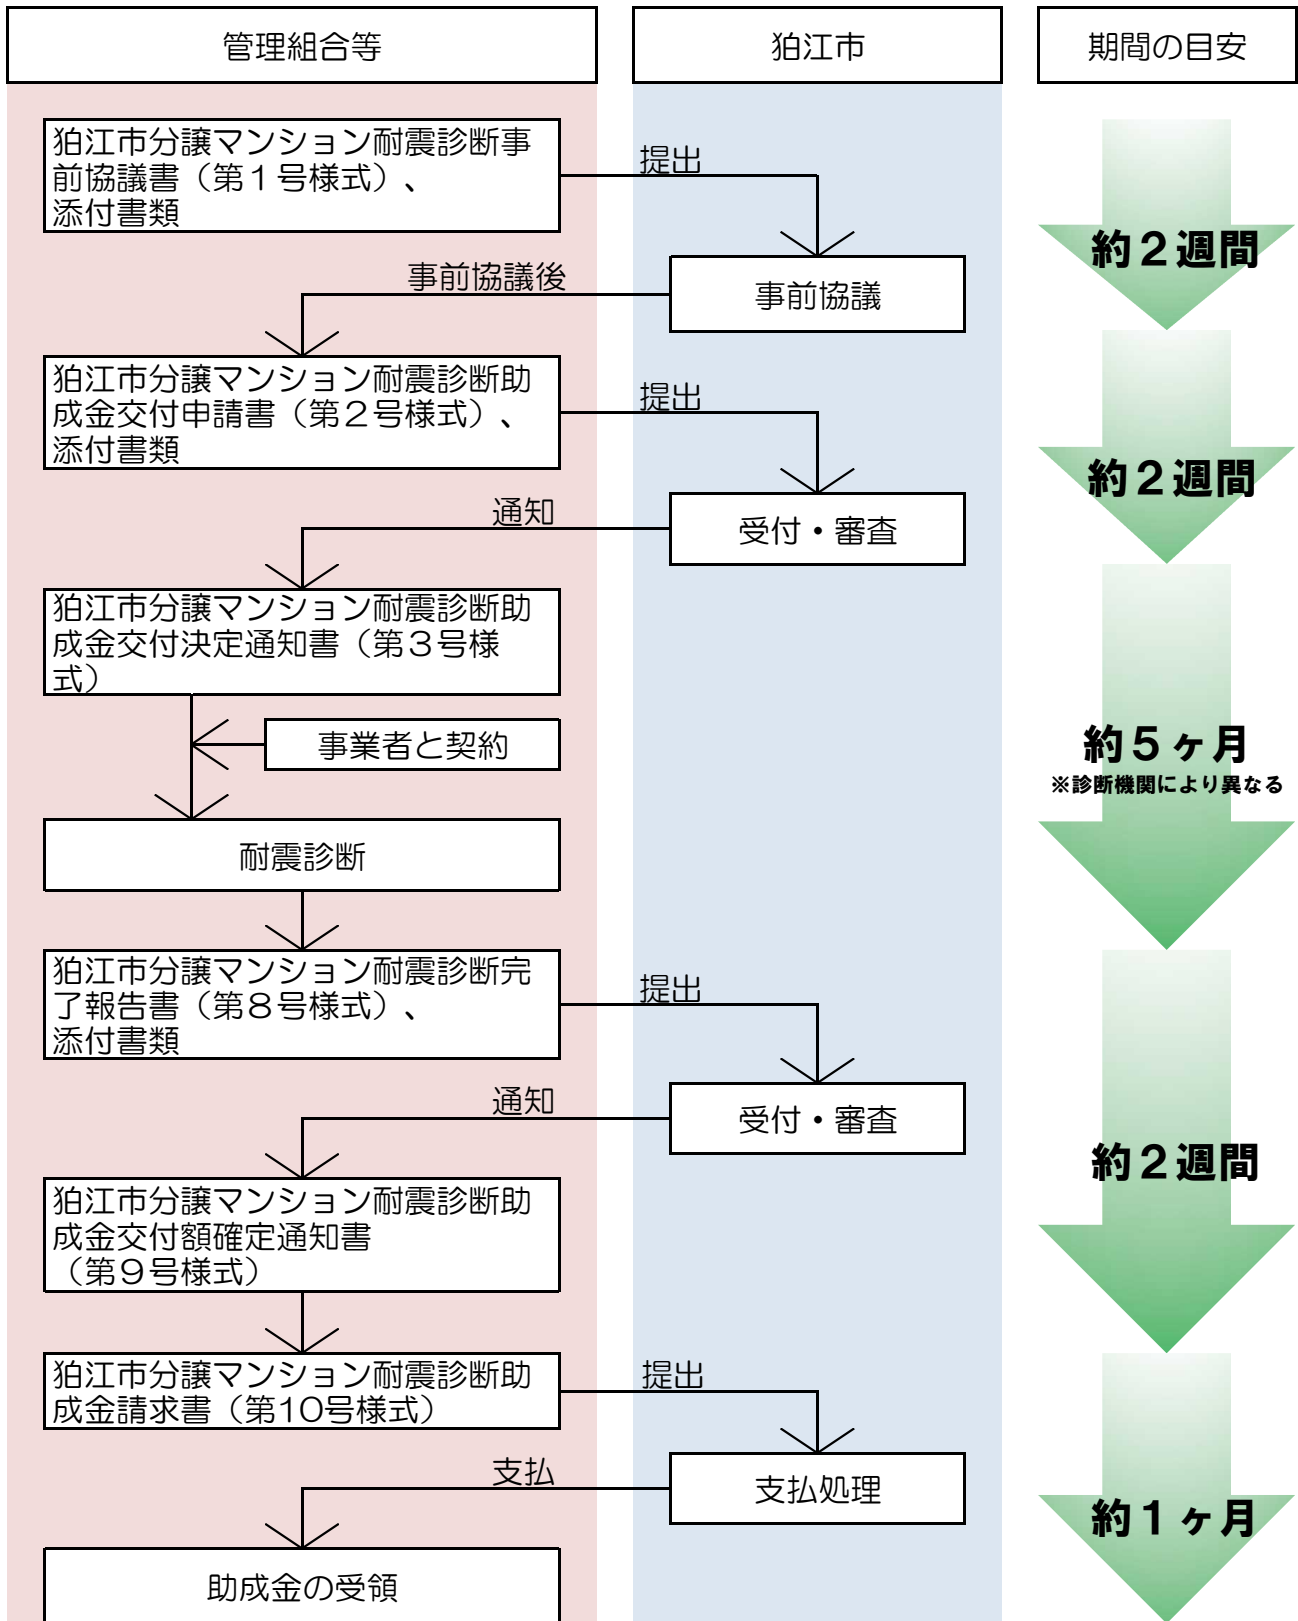 管理組合等
狛江市
期間の目安
狛江市分譲マンション耐震診断事
前協議書（第１号様式）、
添付書類
提出
約２週間
事前協議後
事前協議
狛江市分譲マンション耐震診断助
成金交付申請書（第２号様式）、
添付書類
提出
約２週間
通知
受付・審査
狛江市分譲マンション耐震診断助
成金交付決定通知書（第３号様
式）
事業者と契約
約５ヶ月
※診断機関により異なる
耐震診断
狛江市分譲マンション耐震診断完
了報告書（第８号様式）、
添付書類
提出
通知
受付・審査
約２週間
狛江市分譲マンション耐震診断助
成金交付額確定通知書
（第９号様式）
狛江市分譲マンション耐震診断助
成金請求書（第10号様式）
提出
支払
支払処理
約１ヶ月
助成金の受領